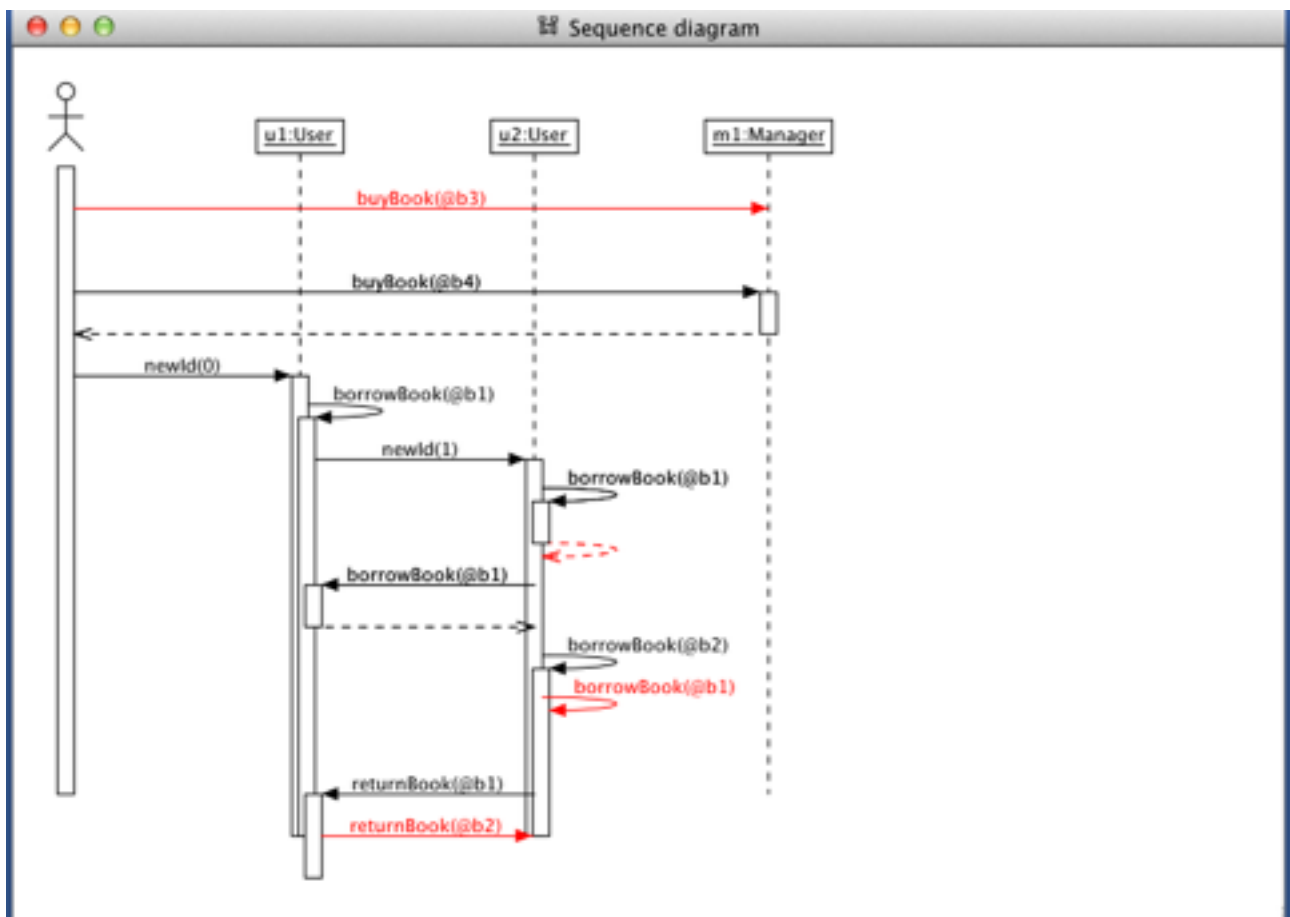 Sequence diagram
u1:User
u2:User
m1:Manager
buyBook(@b3)
buyBook(@b4)
newId(0)
borrowBook(@b1)
newId(1)
borrowBook(@b1)
borrowBook(@b1)
borrowBook(@b2)
borrowBook(@b1)
returnBook(@b1)
returnBook(@b2)